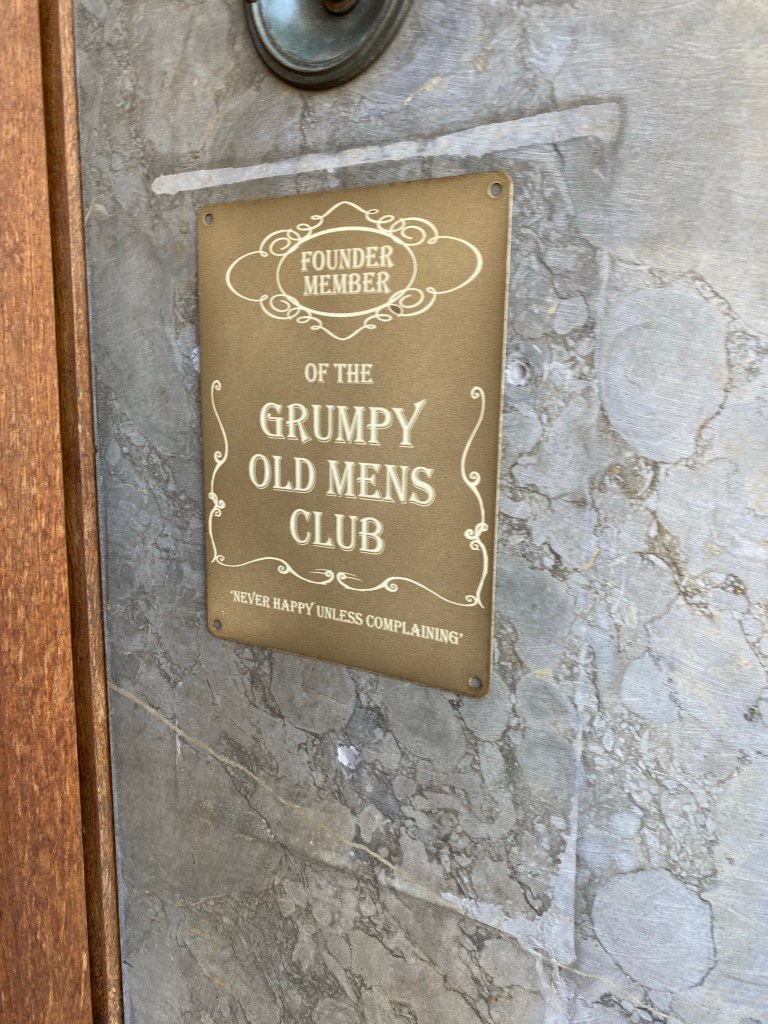 FOUNDER
MEMBER
OF THE
GRUMPY
OLD MENS
CLUB
'NEVER HAPPY UNLESS COMPLAINING'